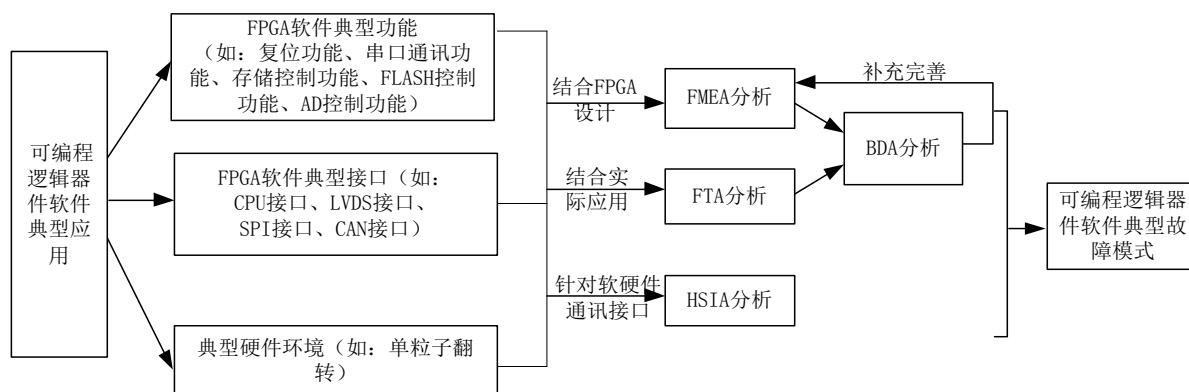 可编程
逻辑器
件软件
典型应
用
FPGA软件典型功能
（如：复位功能、串口通讯功
能、存储控制功能、FLASH控制
功能、AD控制功能）
FPGA软件典型接口（如：
CPU接口、LVDS接口、
SPI接口、CAN接口）
典型硬件环境（如：单粒子翻
转）
结合FPGA
设计
结合实
际应用
针对软硬件
通讯接口
FMEA分析
FTA分析
HSIA分析
补充完善
BDA分析
可编程逻辑器
件软件典型故
障模式